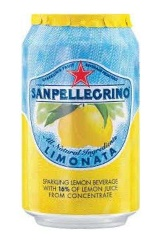 SANPELLEGRINO
All Natural Ingredients
LIMONATA
SPARKLING LEMON BEVERAGE
WITH 16% OF LEMON JUICE
FROM CONCENTRATE